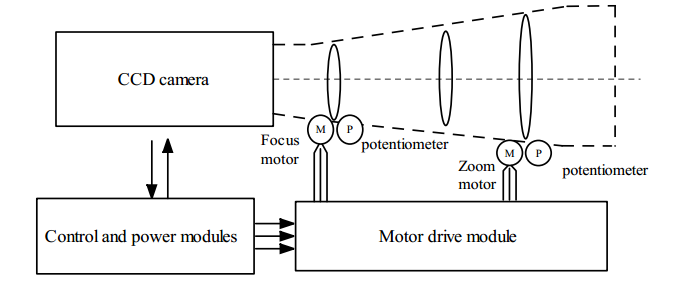 CCD camera
M
P
Focus
motor
potentiometer
M
P
Zoom
motor
potentiometer
Control and power modules
Motor drive module